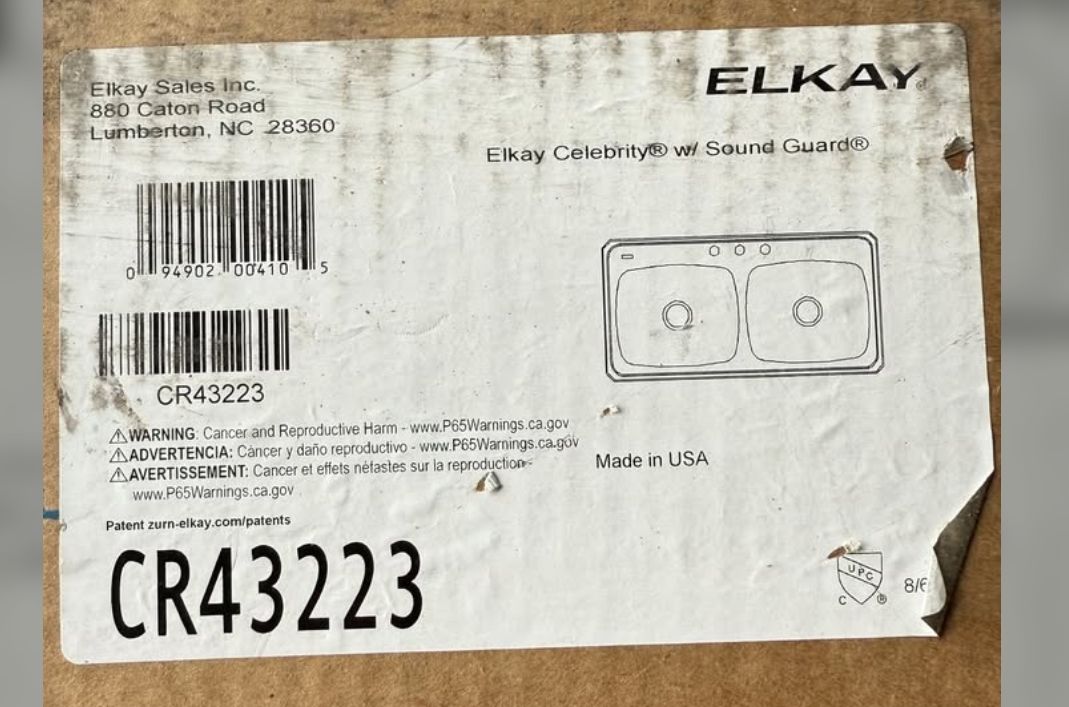 Elkay Sales Inc.
880 Caton Road
Lumberton, NC 28360
ELKAY
Elkay Celebrity® w/ Sound Guard®
0 94902 00410 5
CR43223
⚠WARNING: Cancer and Reproductive Harm - www.P65Warnings.ca.gov
⚠ADVERTENCIA: Cáncer y daño reproductivo - www.P65Warnings.ca.gov
⚠AVERTISSEMENT: Cancer et effets néfastes sur la reproduction -
www.P65Warnings.ca.gov
Made in USA
Patent zurn-elkay.com/patents
CR43223
UPC
C ®